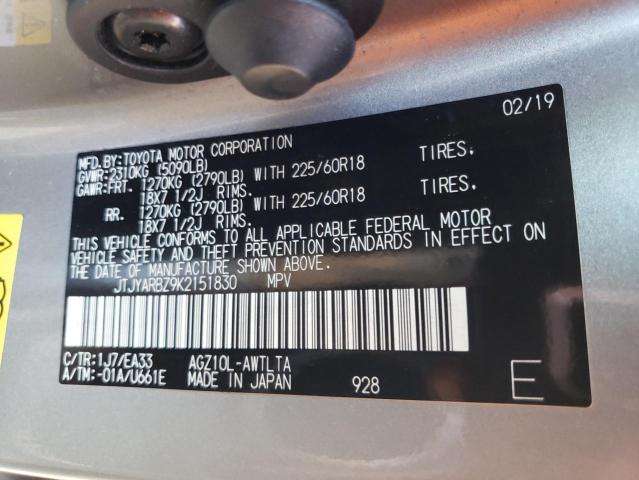 02/19
MFD.BY:TOYOTA MOTOR CORPORATION
GVWR:2310KG (5090LB)
GAWR:FRT. 1270KG (2790LB) WITH 225/60R18 TIRES,
18X7 1/2J RIMS.
RR. 1270KG (2790LB) WITH 225/60R18 TIRES,
18X7 1/2J RIMS.
THIS VEHICLE CONFORMS TO ALL APPLICABLE FEDERAL MOTOR
VEHICLE SAFETY AND THEFT PREVENTION STANDARDS IN EFFECT ON
THE DATE OF MANUFACTURE SHOWN ABOVE.
JTJYARBZ9K2151830 MPV
C/TR:1J7/EA33 AGZ10L-AWTLTA
A/TM:-01A/U661E MADE IN JAPAN 928 E